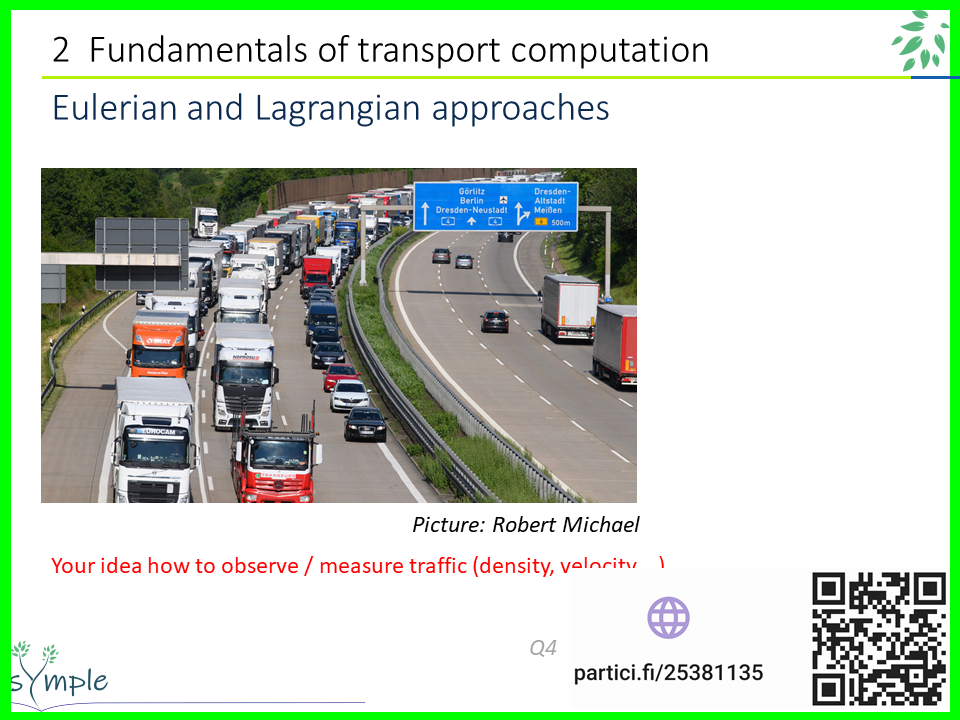 2 Fundamentals of transport computation
Eulerian and Lagrangian approaches
Görlitz
Berlin
Dresden-Neustadt
4
4
Dresden-
Altstadt
Meißen
4 500m
EUROCAM
Picture: Robert Michael
Your idea how to observe / measure traffic (density, velocity...)
Q4
partici.fi/25381135
symple